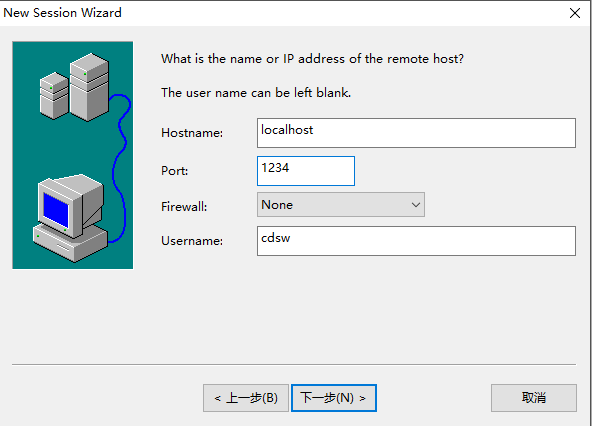 New Session Wizard
What is the name or IP address of the remote host?
The user name can be left blank.
Hostname: localhost
Port: 1234
Firewall: None
Username: cdsw
< 上一步(B) 下一步(N) > 取消